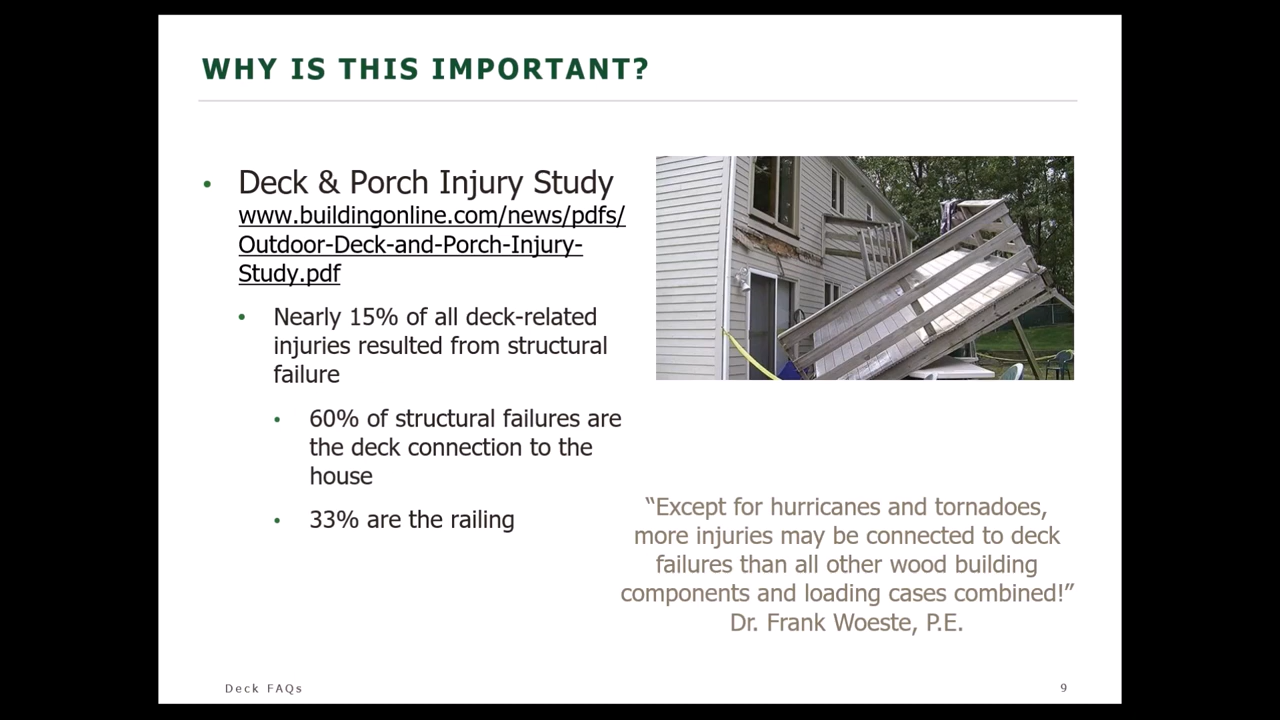 WHY IS THIS IMPORTANT?
• Deck & Porch Injury Study
www.buildingonline.com/news/pdfs/
Outdoor-Deck-and-Porch-Injury-
Study.pdf
• Nearly 15% of all deck-related
injuries resulted from structural
failure
• 60% of structural failures are
the deck connection to the
house
• 33% are the railing
“Except for hurricanes and tornadoes,
more injuries may be connected to deck
failures than all other wood building
components and loading cases combined!”
Dr. Frank Woeste, P.E.
Deck FAQs
9